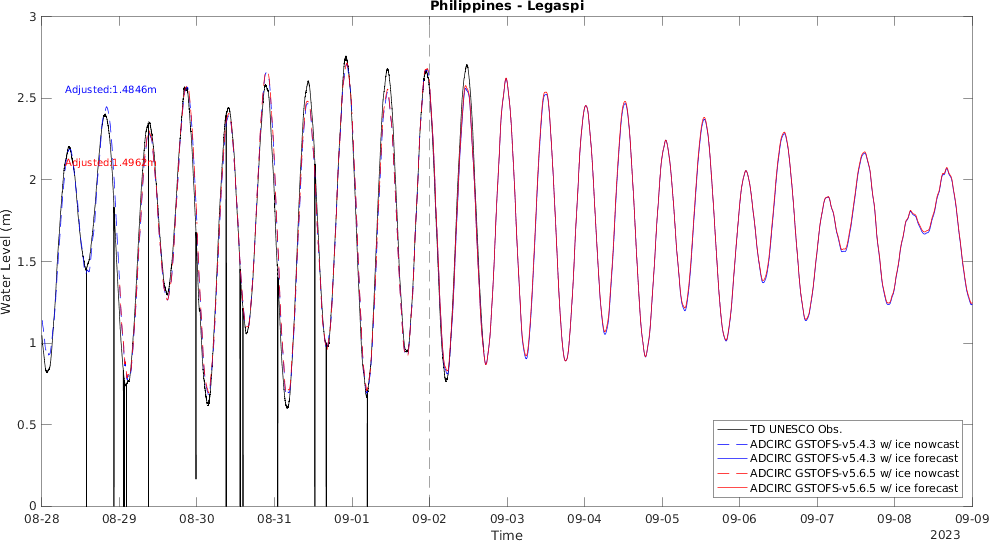 Philippines - Legaspi
Water Level (m)
3
2.5
2
1.5
1
0.5
0
Adjusted:1.4846m
Adjusted:1.4962m
TD UNESCO Obs.
ADCIRC GSTOFS-v5.4.3 w/ ice nowcast
ADCIRC GSTOFS-v5.4.3 w/ ice forecast
ADCIRC GSTOFS-v5.6.5 w/ ice nowcast
ADCIRC GSTOFS-v5.6.5 w/ ice forecast
08-28 08-29 08-30 08-31 09-01 09-02 09-03 09-04 09-05 09-06 09-07 09-08 09-09
Time
2023